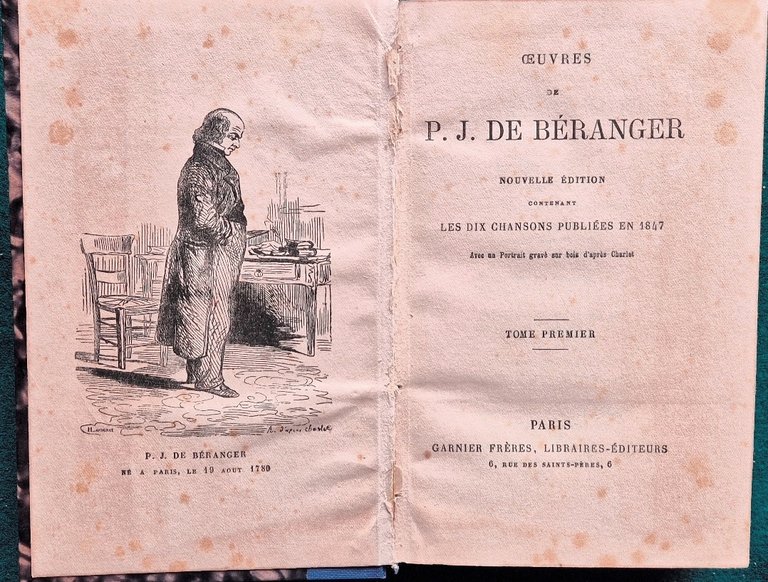 P. J. DE BÉRANGER
NÉ A PARIS, LE 19 AOUT 1780
ŒUVRES
DE
P. J. DE BÉRANGER
NOUVELLE ÉDITION
CONTENANT
LES DIX CHANSONS PUBLIÉES EN 1847
Avec un Portrait gravé sur bois d'après Charlet
TOME PREMIER
PARIS
GARNIER FRÈRES, LIBRAIRES-ÉDITEURS
6, RUE DES SAINTS-PÈRES, 6